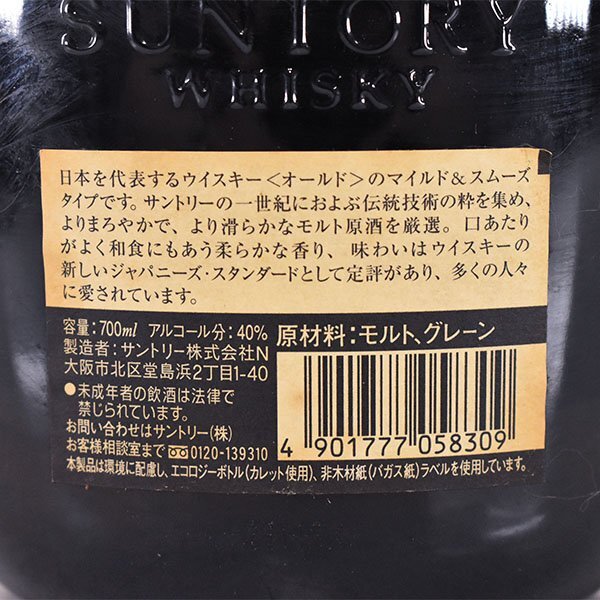 SUNTORY
WHISKY
日本を代表するウイスキー＜オールド＞のマイルド＆スムーズ
タイプです。サントリーの一世紀におよぶ伝統技術の粋を集め、
よりまろやかで、より滑らかなモルト原酒を厳選。口あたり
がよく和食にもあう柔らかな香り、味わいはウイスキーの
新しいジャパニーズ・スタンダードとして定評があり、多くの人々
に愛されています。
容量：700ml アルコール分：40%
製造者：サントリー株式会社N
大阪市北区堂島浜2丁目1-40
●未成年者の飲酒は法律で
禁じられています。
お問い合わせはサントリー（株）
お客様相談室まで 0120-139310
原材料：モルト、グレーン
4 901777 058309
本製品は環境に配慮し、エコロジーボトル（カレット使用）、非木材紙（バガス紙）ラベルを使用しています。